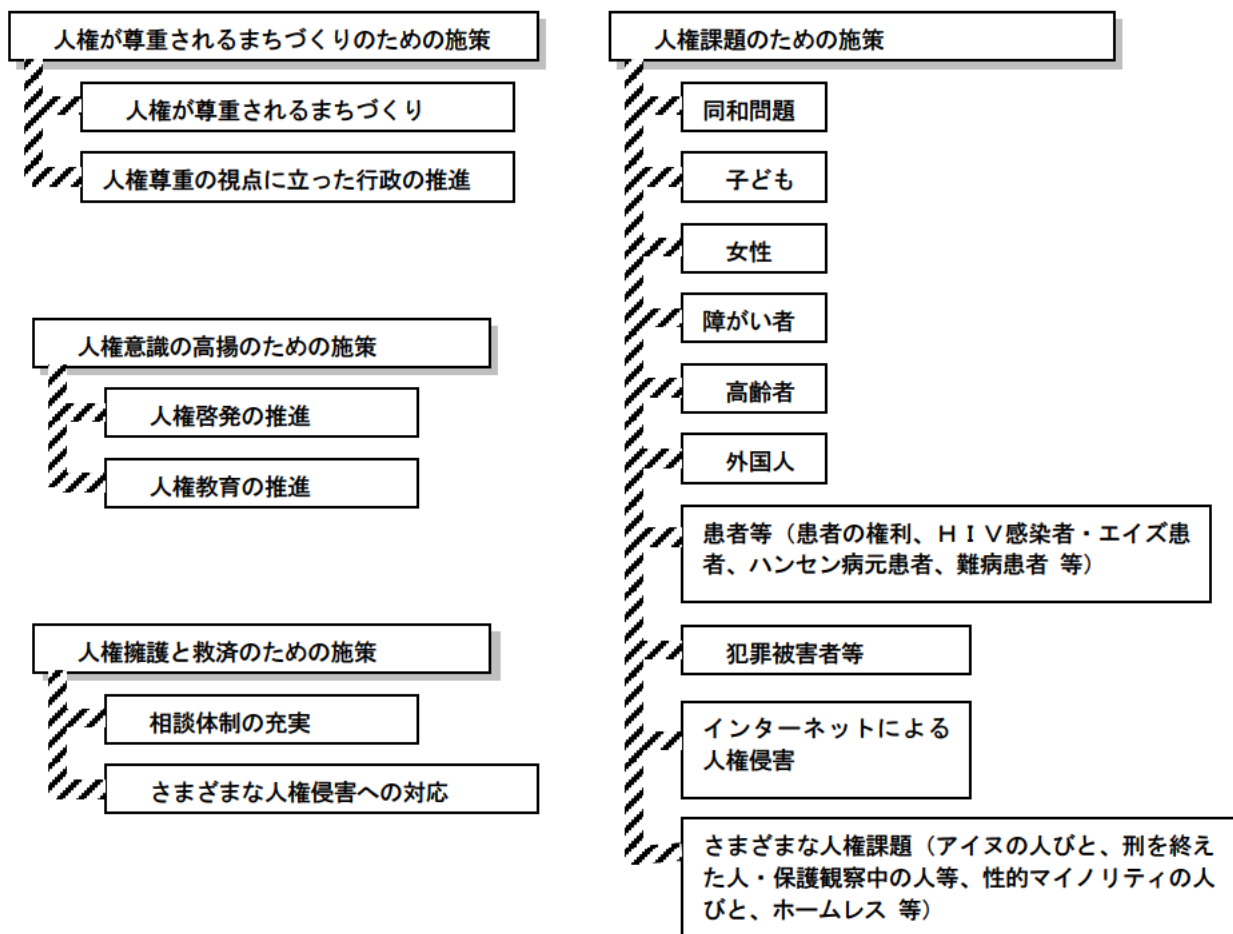 人権が尊重されるまちづくりのための施策
人権が尊重されるまちづくり
人権尊重の視点に立った行政の推進
人権意識の高揚のための施策
人権啓発の推進
人権教育の推進
人権擁護と救済のための施策
相談体制の充実
さまざまな人権侵害への対応
人権課題のための施策
同和問題
子ども
女性
障がい者
高齢者
外国人
患者等（患者の権利、ＨＩＶ感染者・エイズ患
者、ハンセン病元患者、難病患者 等）
犯罪被害者等
インターネットによる
人権侵害
さまざまな人権課題（アイヌの人びと、刑を終え
た人・保護観察中の人等、性的マイノリティの人
びと、ホームレス 等）